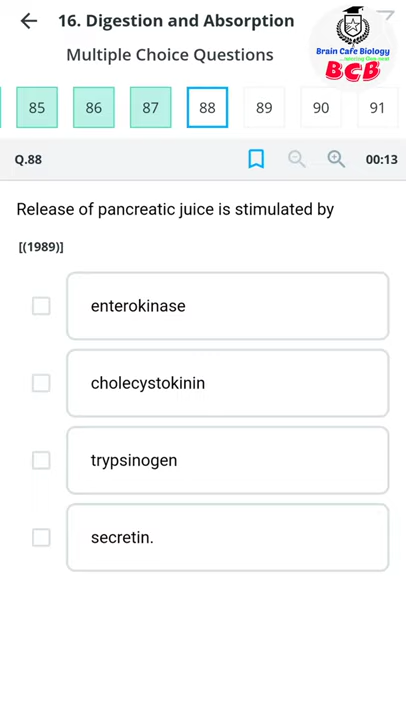 16. Digestion and Absorption
Multiple Choice Questions
Brain Cafe Biology
BCB
85 86 87 88 89 90 91
Q.88 00:13
Release of pancreatic juice is stimulated by
[(1989)]
enterokinase
cholecystokinin
trypsinogen
secretin.